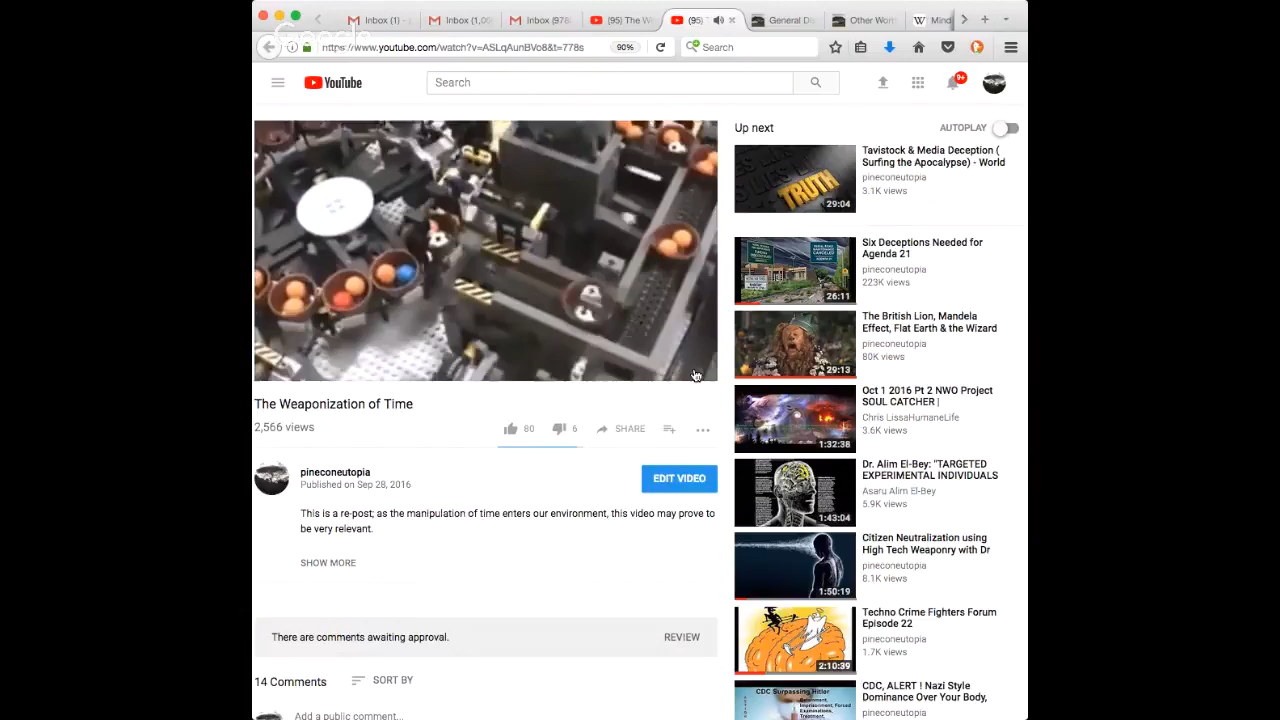 Inbox (1) -
Inbox (1,00
Inbox (978
(95) The W
(95)
General Dis
Other Wor
Mind
Google
https://www.youtube.com/watch?v=ASLqAunBVo8&t=778s
90%
Search
YouTube
Search
9+
Up next
AUTOPLAY
TRUTH
29:04
Tavistock & Media Deception (
Surfing the Apocalypse) - World
pineconeutopia
3.1K views
26:11
Six Deceptions Needed for
Agenda 21
pineconeutopia
223K views
29:13
The British Lion, Mandela
Effect, Flat Earth & the Wizard
pineconeutopia
80K views
The Weaponization of Time
2,566 views
80
6
SHARE
1:32:38
Oct 1 2016 Pt 2 NWO Project
SOUL CATCHER |
Chris LissaHumaneLife
3.6K views
pineconeutopia
Published on Sep 28, 2016
EDIT VIDEO
This is a re-post; as the manipulation of time enters our environment, this video may prove to
be very relevant.
SHOW MORE
1:43:04
Dr. Alim El-Bey: "TARGETED
EXPERIMENTAL INDIVIDUALS
Asaru Alim El-Bey
5.9K views
1:50:19
Citizen Neutralization using
High Tech Weaponry with Dr
pineconeutopia
8.1K views
There are comments awaiting approval.
REVIEW
2:10:39
Techno Crime Fighters Forum
Episode 22
pineconeutopia
1.7K views
14 Comments
SORT BY
Add a public comment...
CDC Surpassing Hitler
CDC, ALERT ! Nazi Style
Dominance Over Your Body,
pineconeutopia